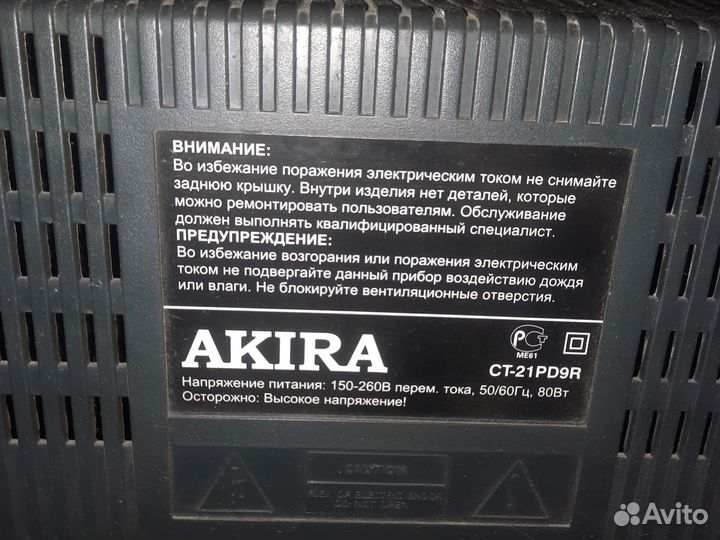 ВНИМАНИЕ:
Во избежание поражения электрическим током не снимайте
заднюю крышку. Внутри изделия нет деталей, которые
можно ремонтировать пользователям. Обслуживание
должен выполнять квалифицированный специалист.
ПРЕДУПРЕЖДЕНИЕ:
Во избежание возгорания или поражения электрическим
током не подвергайте данный прибор воздействию дождя
или влаги. Не блокируйте вентиляционные отверстия.
AKIRA
МЕ61
CT-21PD9R
Напряжение питания: 150-260В перем. тока, 50/60Гц, 80Вт
Осторожно: Высокое напряжение!
CAUTION
RISK OF ELECTRIC SHOCK
DO NOT OPEN
Avito